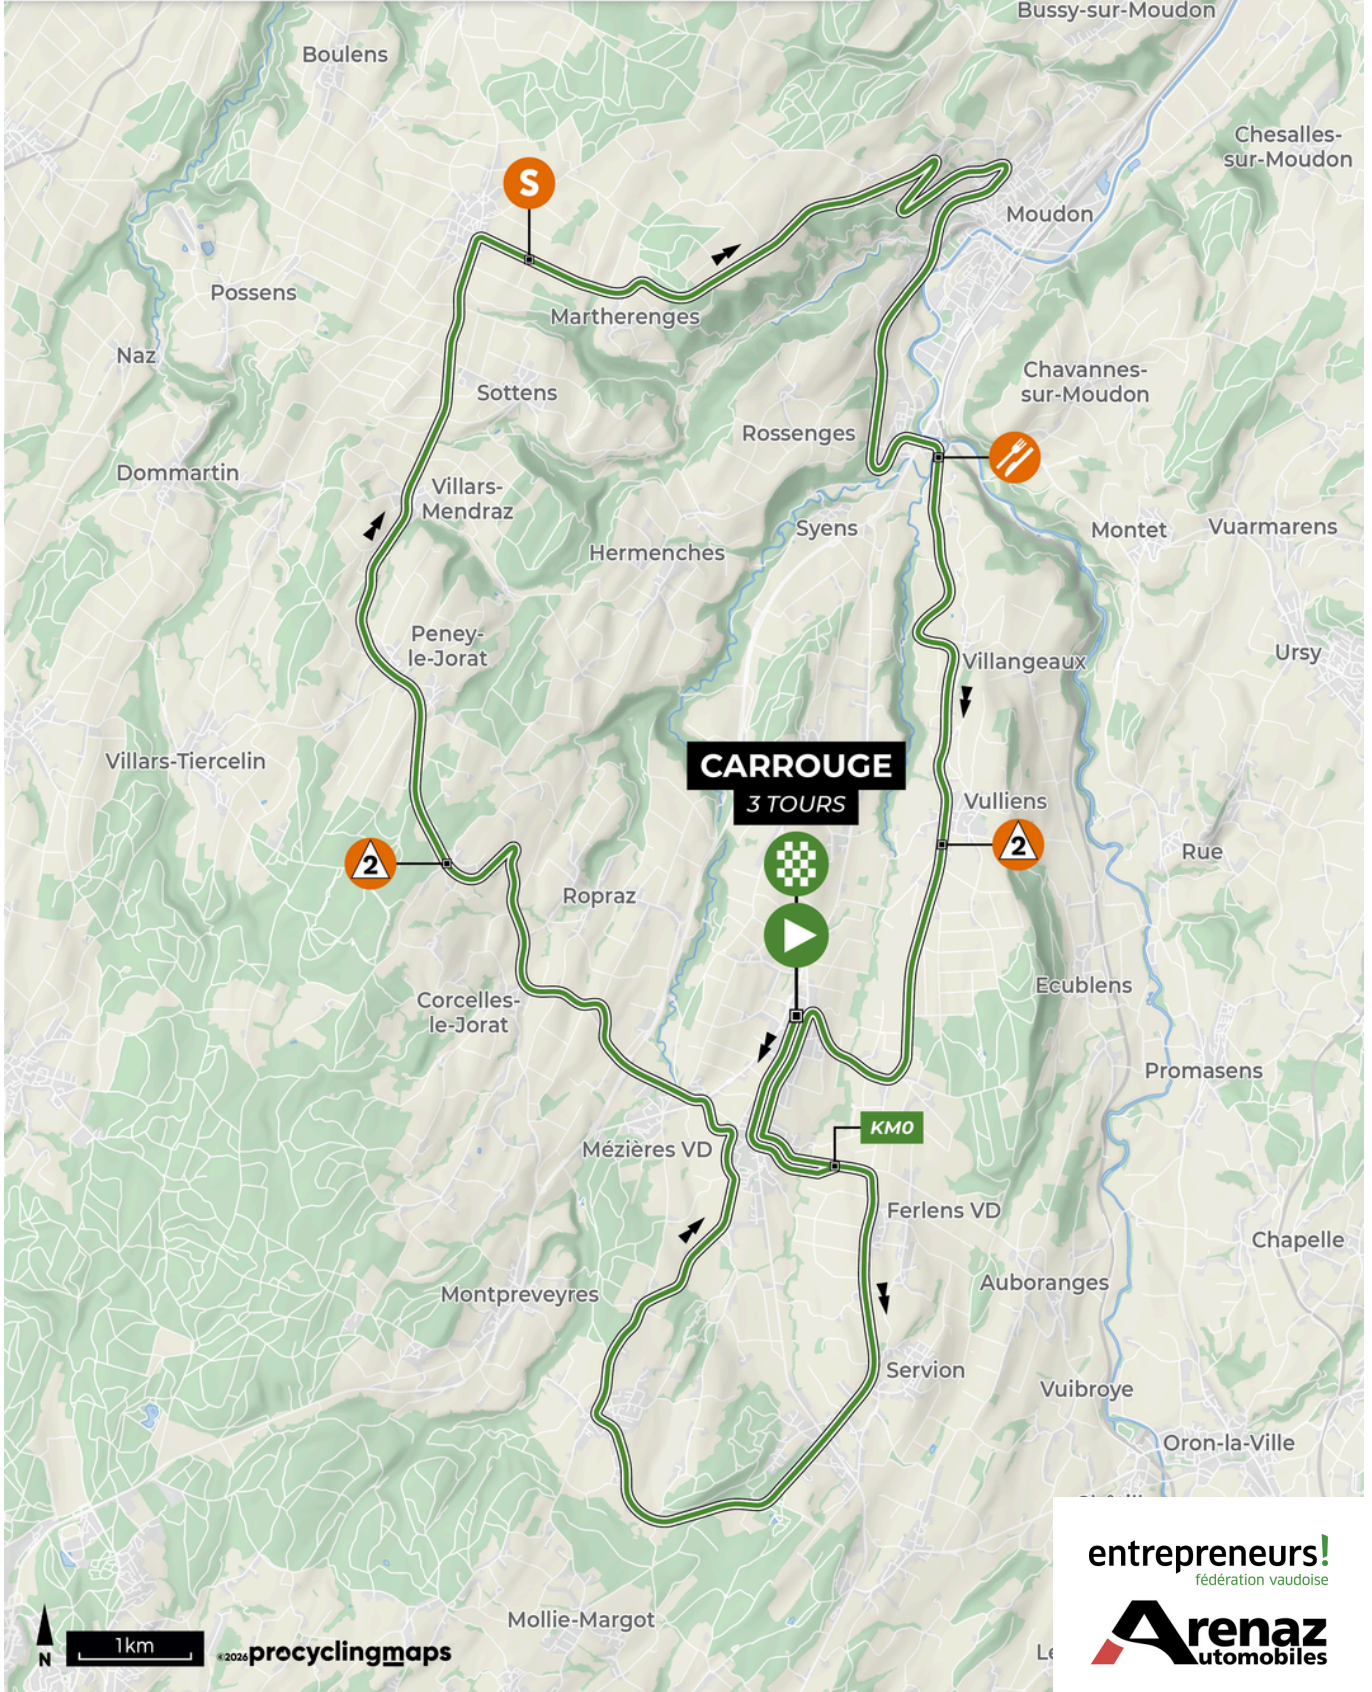 Bussy-sur-Moudon
Boulens
Chesalles-
sur-Moudon
S
Moudon
Possens
Martherenges
Naz
Chavannes-
sur-Moudon
Sottens
Rossenges
Dommartin
Villars-
Mendraz
Syens
Montet
Vuarmarens
Hermenches
Peney-
le-Jorat
Villangeaux
Ursy
Villars-Tiercelin
CARROUGE
3 TOURS
Vulliens
2
2
Rue
Ropraz
Ecublens
Corcelles-
le-Jorat
Promasens
KM0
Mézières VD
Ferlens VD
Chapelle
Auboranges
Montpreveyres
Servion
Vuibroye
Oron-la-Ville
entrepreneurs!
fédération vaudoise
Mollie-Margot
Arenaz
Automobiles
N
1km
©2026 procyclingmaps